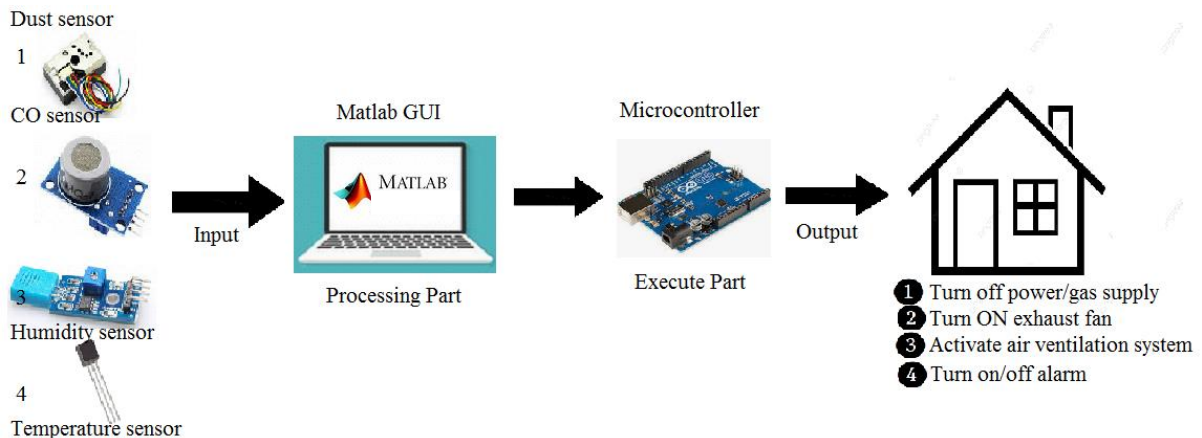 Dust sensor
1
CO sensor
2
3
Humidity sensor
4
Temperature sensor
Input
Matlab GUI
MATLAB
Processing Part
Microcontroller
Execute Part
Output
1 Turn off power/gas supply
2 Turn ON exhaust fan
3 Activate air ventilation system
4 Turn on/off alarm